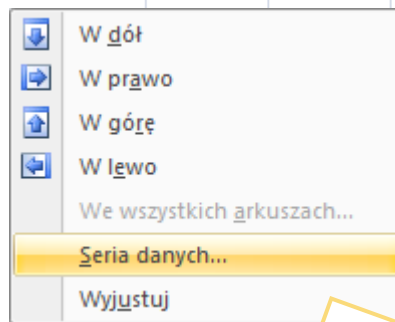 W dół
W prawo
W górę
W lewo
We wszystkich arkuszach...
Seria danych...
Wyjustuj